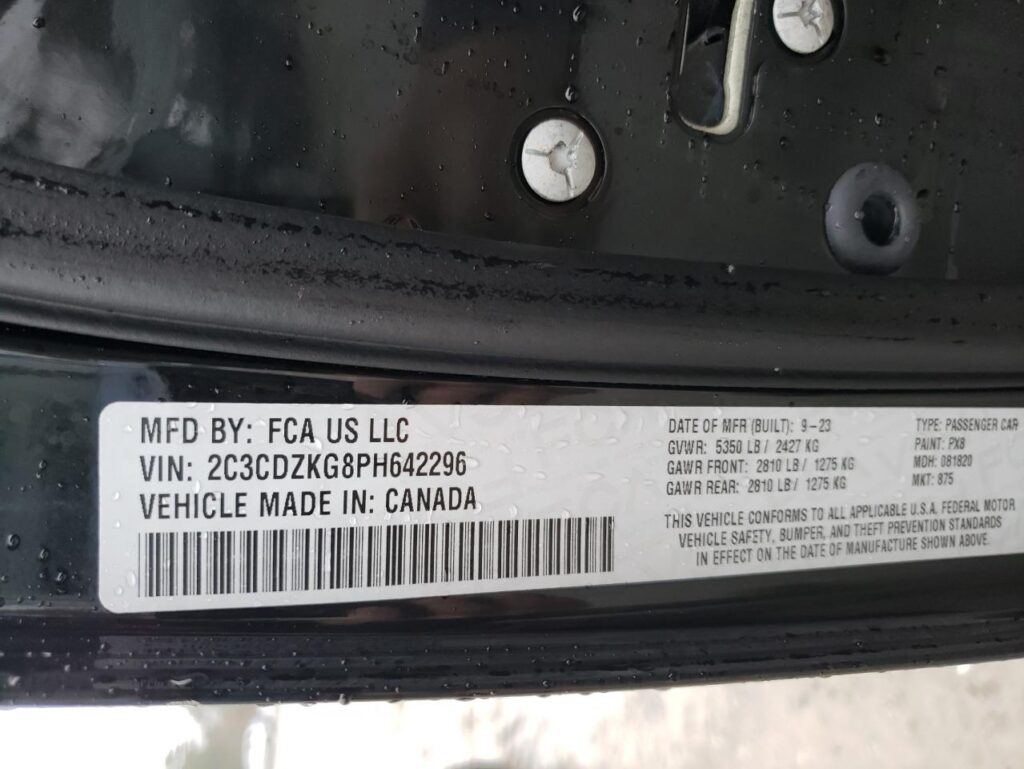 MFD BY: FCA US LLC
VIN: 2C3CDZKG8PH642296
VEHICLE MADE IN: CANADA
DATE OF MFR (BUILT): 9-23
GVWR: 5350 LB / 2427 KG
GAWR FRONT: 2810 LB / 1275 KG
GAWR REAR: 2810 LB / 1275 KG
TYPE: PASSENGER CAR
PAINT: PX8
MDH: 081820
MKT: 875
THIS VEHICLE CONFORMS TO ALL APPLICABLE U.S.A. FEDERAL MOTOR
VEHICLE SAFETY, BUMPER, AND THEFT PREVENTION STANDARDS
IN EFFECT ON THE DATE OF MANUFACTURE SHOWN ABOVE.